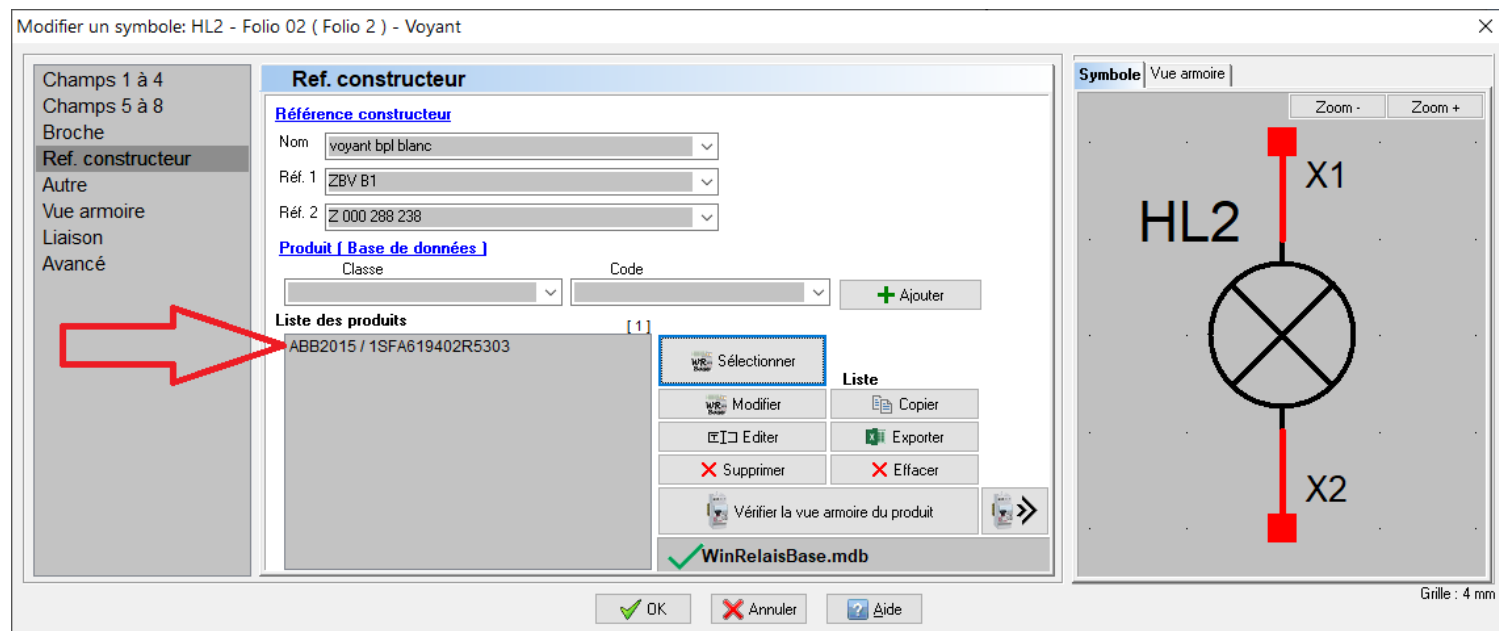 Modifier un symbole: HL2 - Folio 02 ( Folio 2 ) - Voyant
Champs 1 à 4
Champs 5 à 8
Broche
Ref. constructeur
Autre
Vue armoire
Liaison
Avancé
Ref. constructeur
Référence constructeur
Nom voyant bpl blanc
Réf. 1 ZBV B1
Réf. 2 Z 000 288 238
Produit ( Base de données )
Classe Code
Ajouter
Liste des produits [ 1 ]
ABB2015 / 1SFA619402R5303
WR- Base Sélectionner
Liste
WR- Base Modifier Copier
Editer Exporter
Supprimer Effacer
Vérifier la vue armoire du produit
WinRelaisBase.mdb
OK Annuler Aide
Symbole Vue armoire
Zoom - Zoom +
X1
HL2
X2
Grille : 4 mm